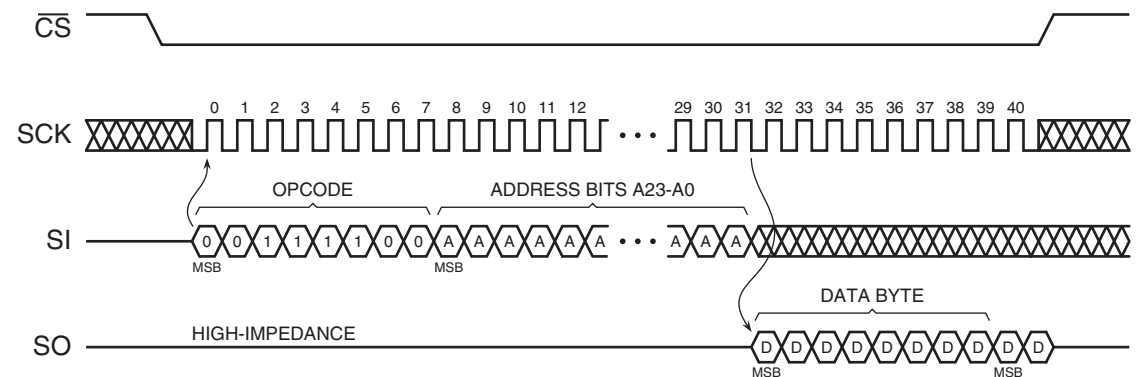 CS
0 1 2 3 4 5 6 7 8 9 10 11 12 29 30 31 32 33 34 35 36 37 38 39 40
SCK
OPCODE ADDRESS BITS A23-A0
SI 0 0 1 1 1 1 0 0 A A A A A A A A A
MSB MSB
DATA BYTE
HIGH-IMPEDANCE
SO D D D D D D D D D D
MSB MSB